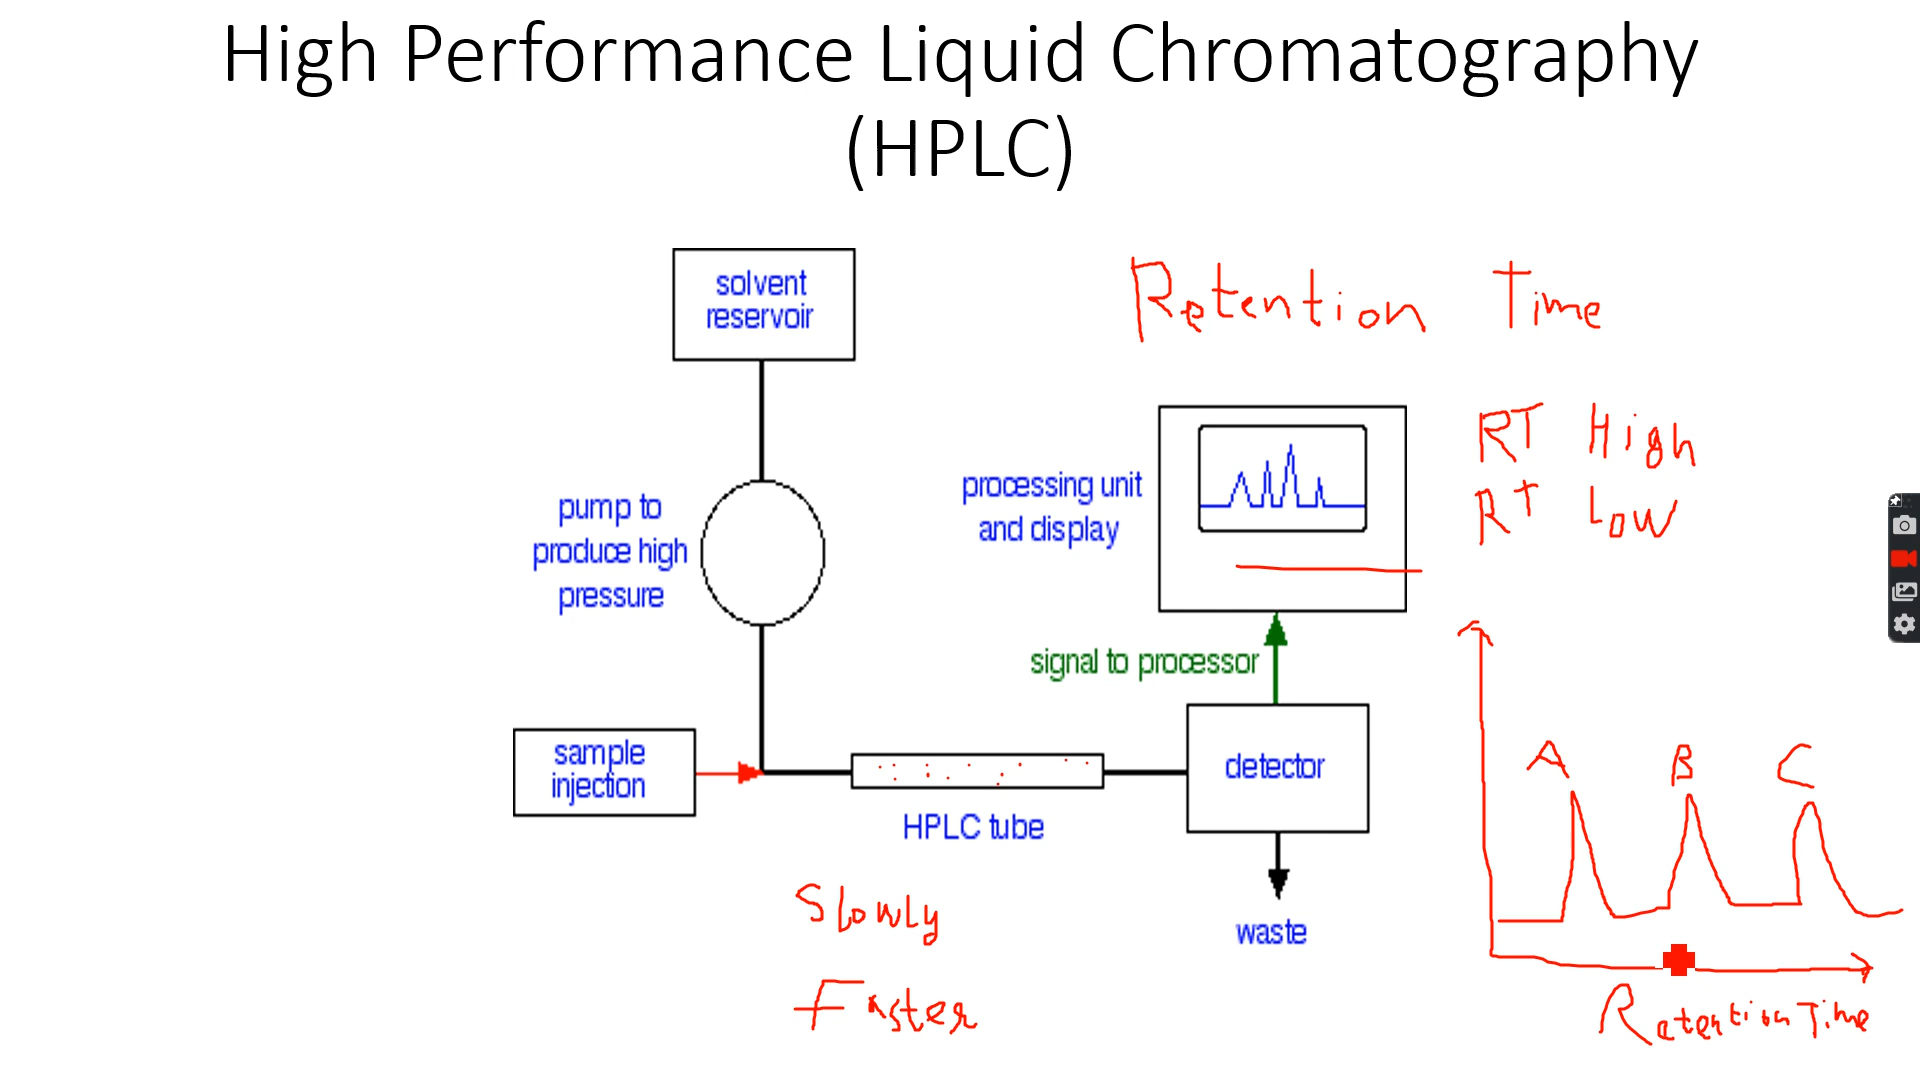 High Performance Liquid Chromatography
(HPLC)
solvent
reservoir
Retention Time
pump to
produce high
pressure
processing unit
and display
RT High
RT Low
signal to processor
sample
injection
HPLC tube
detector
waste
A B C
Slowly
Faster
Retention Time